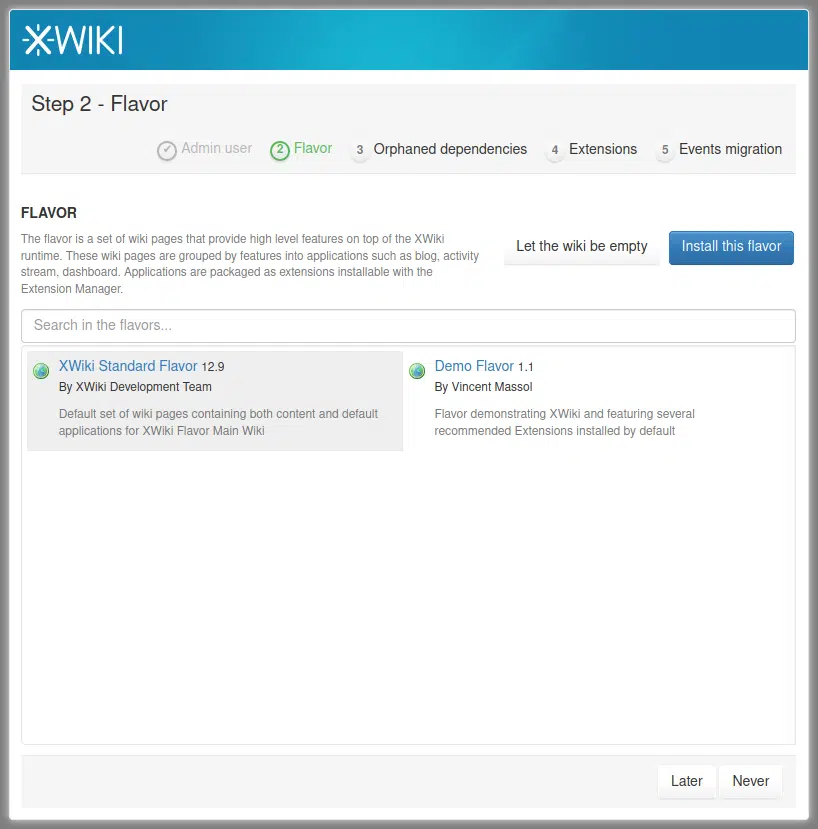 XWIKI
Step 2 - Flavor
Admin user
2 Flavor
3 Orphaned dependencies
4 Extensions
5 Events migration
FLAVOR
The flavor is a set of wiki pages that provide high level features on top of the XWiki
runtime. These wiki pages are grouped by features into applications such as blog, activity
stream, dashboard. Applications are packaged as extensions installable with the
Extension Manager.
Let the wiki be empty
Install this flavor
Search in the flavors...
XWiki Standard Flavor 12.9
By XWiki Development Team
Default set of wiki pages containing both content and default
applications for XWiki Flavor Main Wiki
Demo Flavor 1.1
By Vincent Massol
Flavor demonstrating XWiki and featuring several
recommended Extensions installed by default
Later
Never